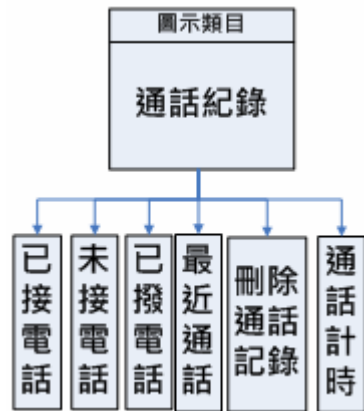 圖示類目
通話紀錄
已接電話
未接電話
已撥電話
最近通話
刪除
通話
記錄
通話計時